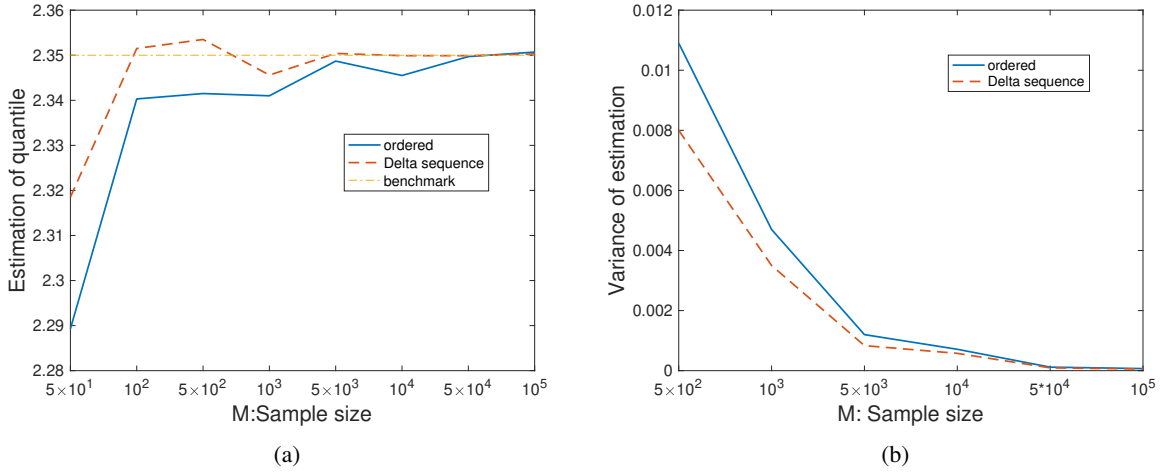 2.36
2.35
2.34
2.33
2.32
2.31
2.3
2.29
2.28
Estimation of quantile
ordered
Delta sequence
benchmark
5×10¹ 10² 5×10² 10³ 5×10³ 10⁴ 5×10⁴ 10⁵
M:Sample size
(a)
0.012
0.01
0.008
0.006
0.004
0.002
0
Variance of estimation
ordered
Delta sequence
5×10² 10³ 5×10³ 10⁴ 5*10⁴ 10⁵
M: Sample size
(b)